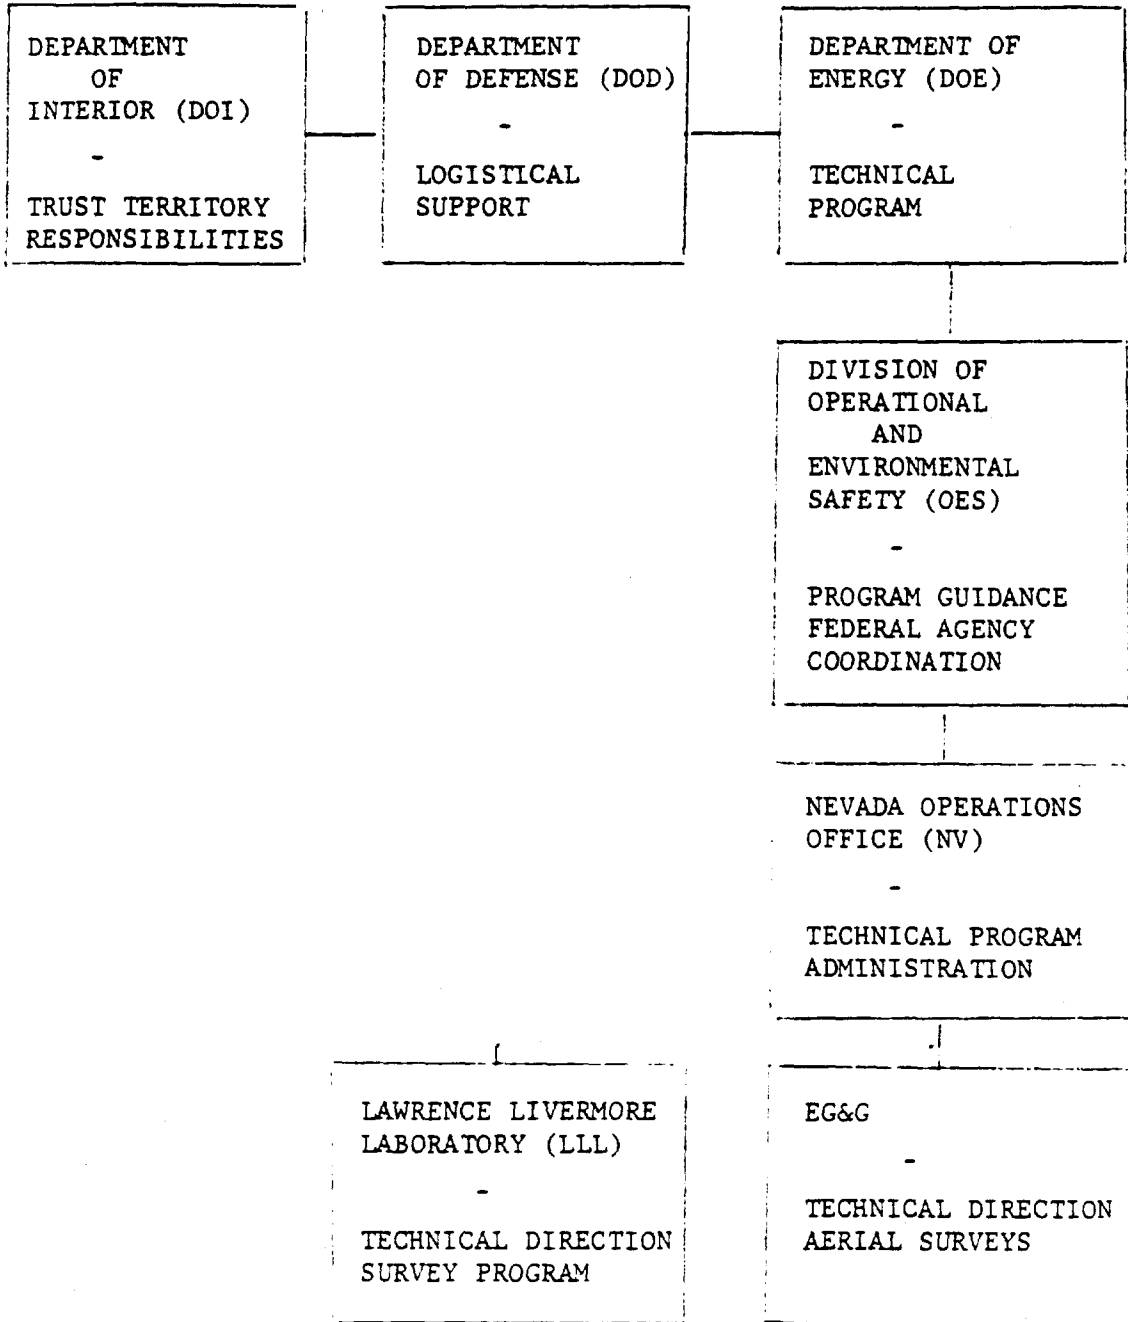 DEPARTMENT
OF
INTERIOR (DOI)
-
TRUST TERRITORY
RESPONSIBILITIES
DEPARTMENT
OF DEFENSE (DOD)
-
LOGISTICAL
SUPPORT
DEPARTMENT OF
ENERGY (DOE)
-
TECHNICAL
PROGRAM
DIVISION OF
OPERATIONAL
AND
ENVIRONMENTAL
SAFETY (OES)
-
PROGRAM GUIDANCE
FEDERAL AGENCY
COORDINATION
NEVADA OPERATIONS
OFFICE (NV)
-
TECHNICAL PROGRAM
ADMINISTRATION
LAWRENCE LIVERMORE
LABORATORY (LLL)
-
TECHNICAL DIRECTION
SURVEY PROGRAM
EG&G
-
TECHNICAL DIRECTION
AERIAL SURVEYS